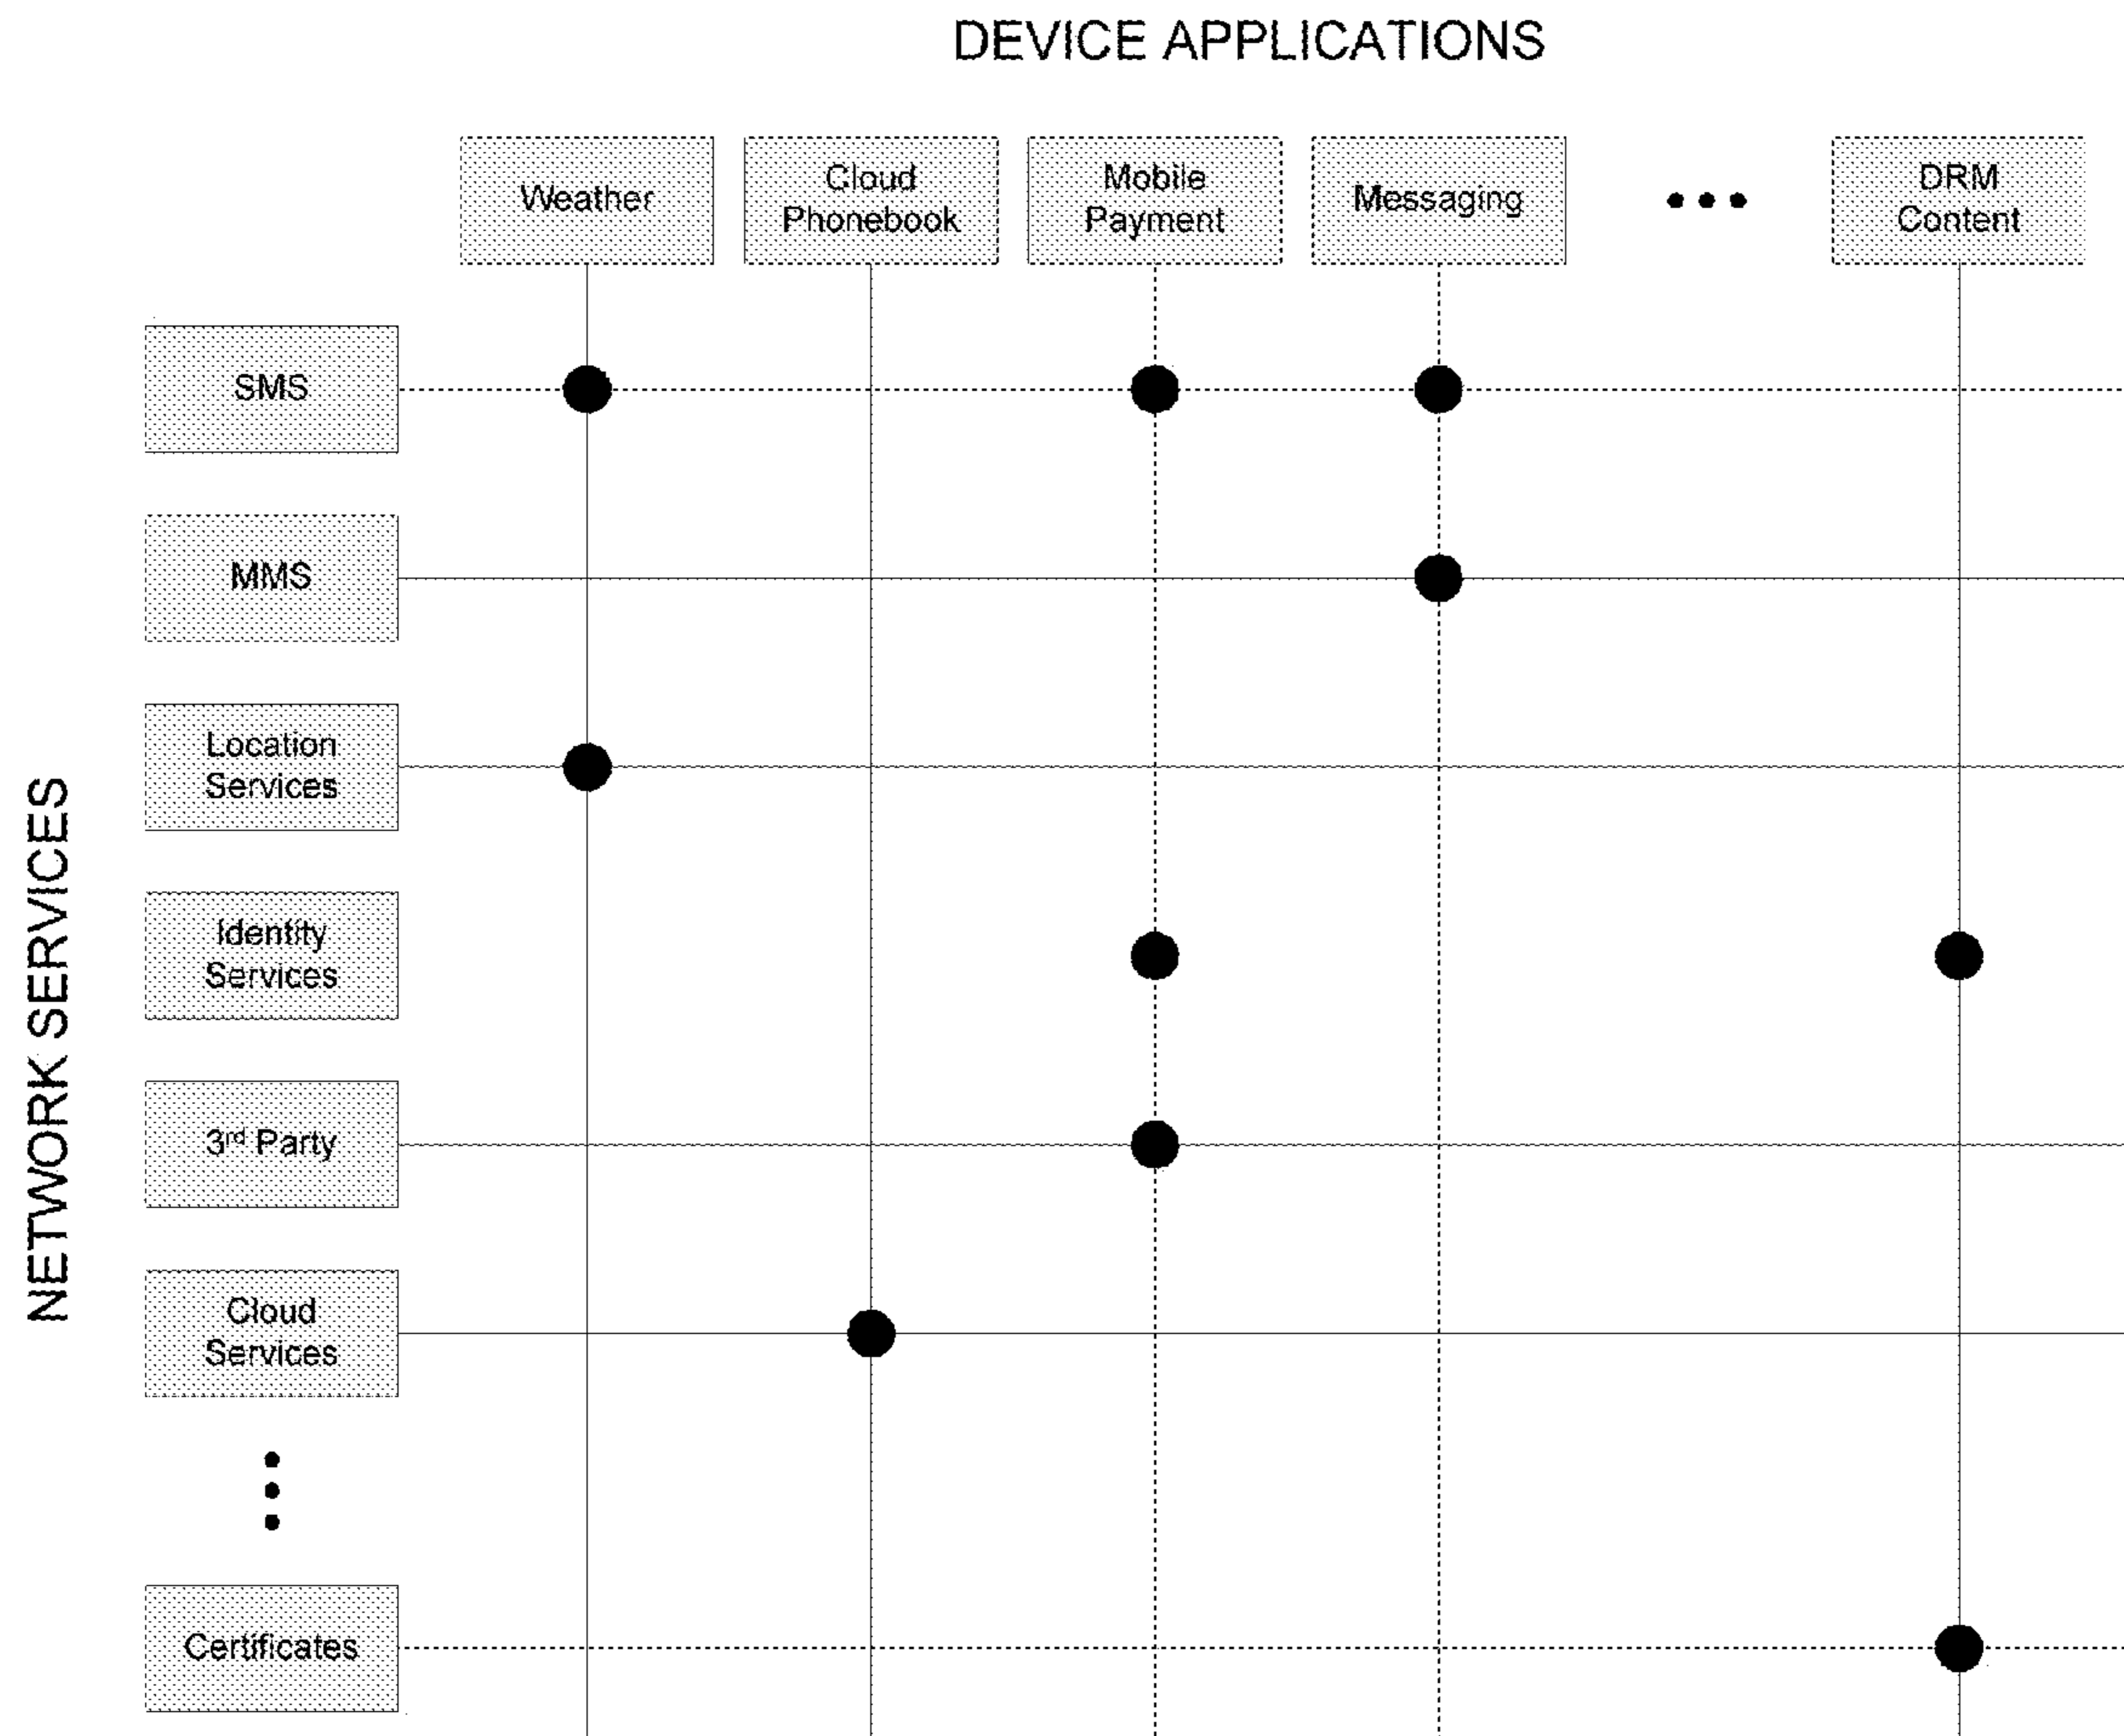 DEVICE APPLICATIONS
Weather
Cloud
Phonebook
Mobile
Payment
Messaging
DRM
Content
NETWORK SERVICES
SMS
MMS
Location
Services
Identity
Services
3rd Party
Cloud
Services
Certificates